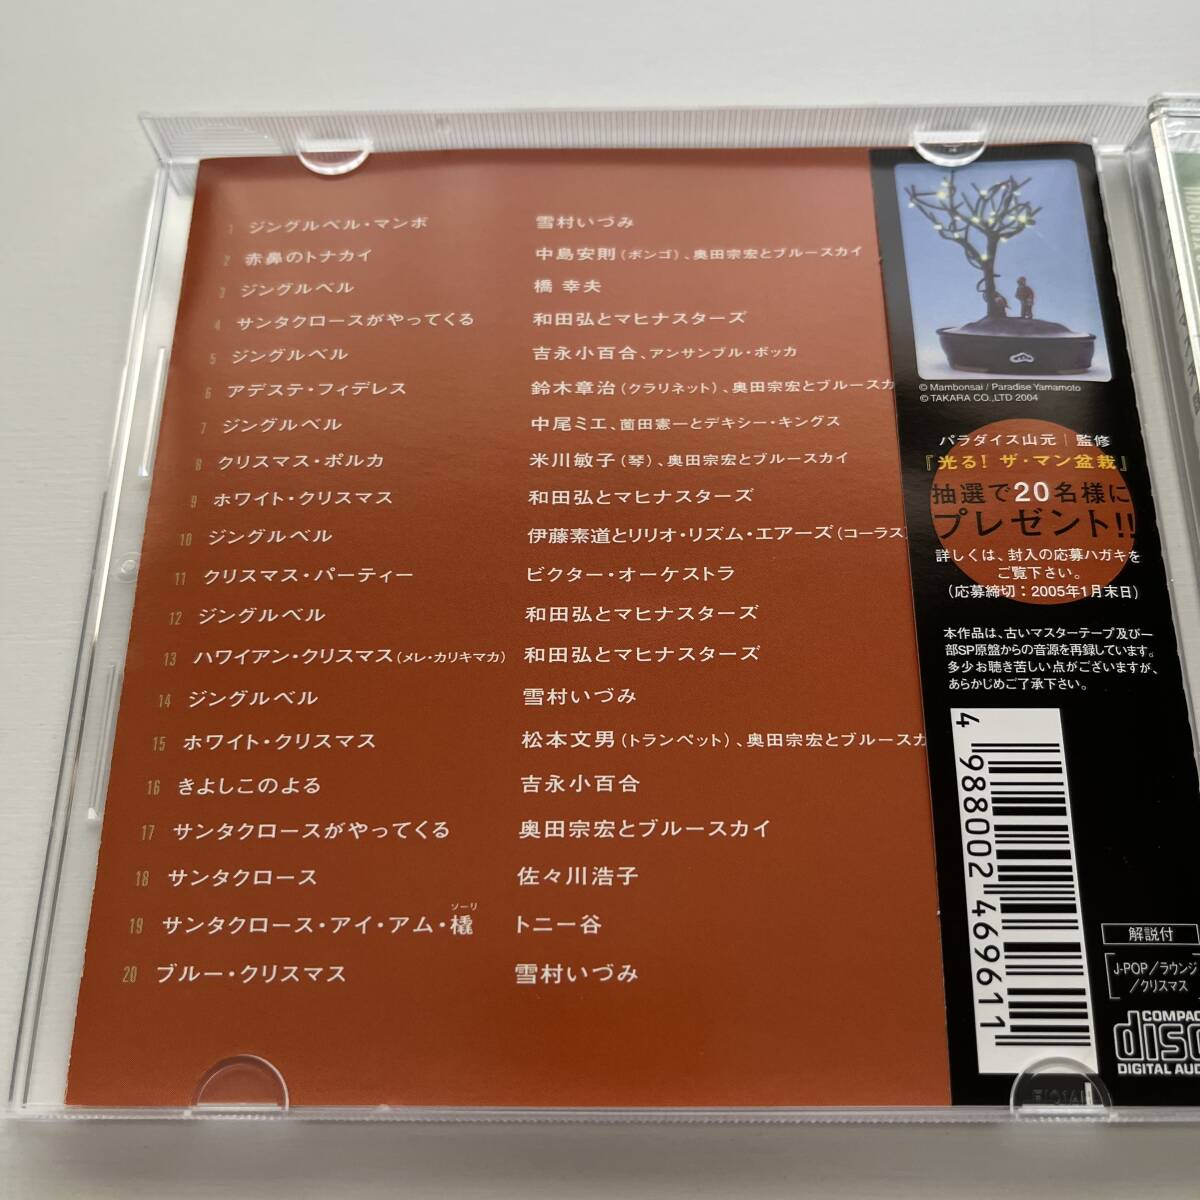 1 ジングルベル・マンボ 雪村いづみ
2 赤鼻のトナカイ 中島安則(ボンゴ)、奥田宗宏とブルースカイ
3 ジングルベル 橋 幸夫
4 サンタクロースがやってくる 和田弘とマヒナスターズ
5 ジングルベル 吉永小百合、アンサンブル・ポッカ
6 アデステ・フィデレス 鈴木章治(クラリネット)、奥田宗宏とブルースカ
7 ジングルベル 中尾ミエ、薗田憲一とデキシー・キングス
8 クリスマス・ポルカ 米川敏子(琴)、奥田宗宏とブルースカイ
9 ホワイト・クリスマス 和田弘とマヒナスターズ
10 ジングルベル 伊藤素道とリリオ・リズム・エアーズ(コーラス)
11 クリスマス・パーティー ビクター・オーケストラ
12 ジングルベル 和田弘とマヒナスターズ
13 ハワイアン・クリスマス(メレ・カリキマカ) 和田弘とマヒナスターズ
14 ジングルベル 雪村いづみ
15 ホワイト・クリスマス 松本文男(トランペット)、奥田宗宏とブルースカ
16 きよしこのよる 吉永小百合
17 サンタクロースがやってくる 奥田宗宏とブルースカイ
18 サンタクロース 佐々川浩子
ソーリ
19 サンタクロース・アイ・アム・橇 トニー谷
20 ブルー・クリスマス 雪村いづみ
© Mambonsai / Paradise Yamamoto
© TAKARA CO.,LTD 2004
パラダイス山元|監修
『光る! ザ・マン盆栽』
抽選で20名様に
プレゼント!!
詳しくは、封入の応募ハガキを
ご覧下さい。
(応募締切:2005年1月末日)
本作品は、古いマスターテープ及び一
部SP原盤からの音源を再録しています。
多少お聴き苦しい点がございますが、
あらかじめご了承下さい。
4 988002 469611
解説付
J-POP/ラウンジ
/クリスマス
COMPAC
disc
DIGITAL AUD